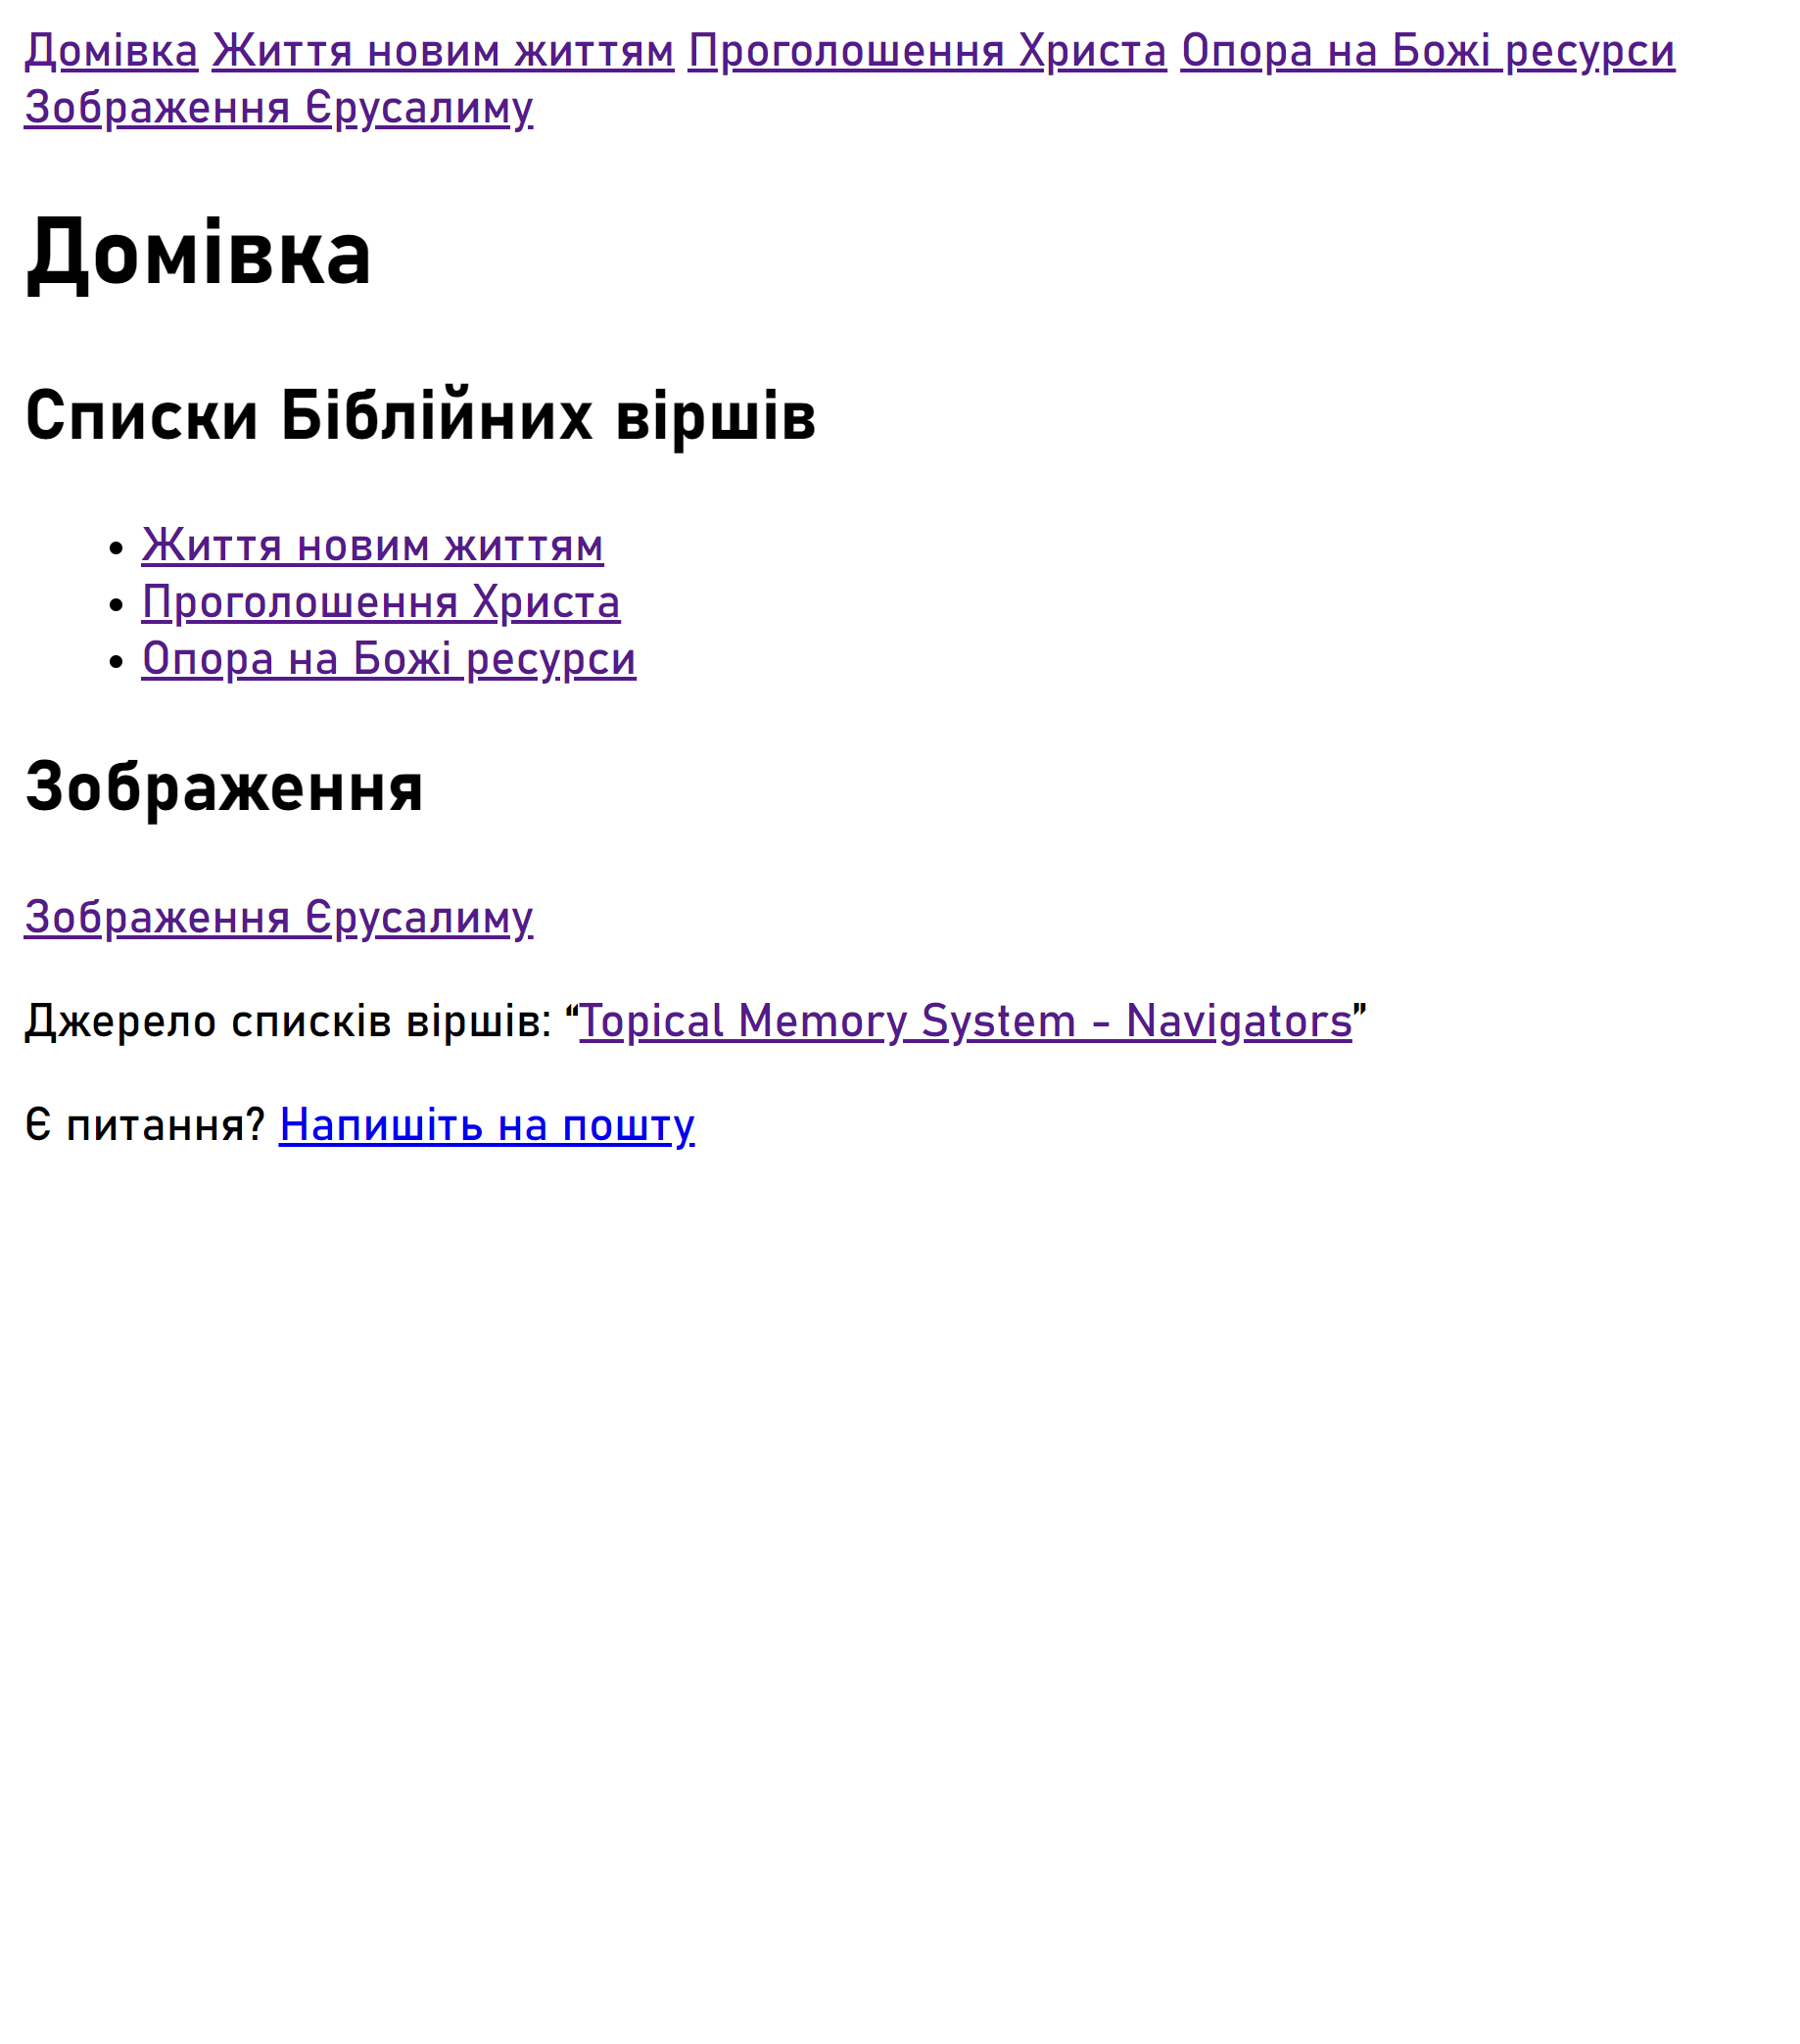 Домівка Життя новим життям Проголошення Христа Опора на Божі ресурси
Зображення Єрусалиму
Домівка
Списки Біблійних віршів
• Життя новим життям
• Проголошення Христа
• Опора на Божі ресурси
Зображення
Зображення Єрусалиму
Джерело списків віршів: “Topical Memory System - Navigators”
Є питання? Напишіть на пошту